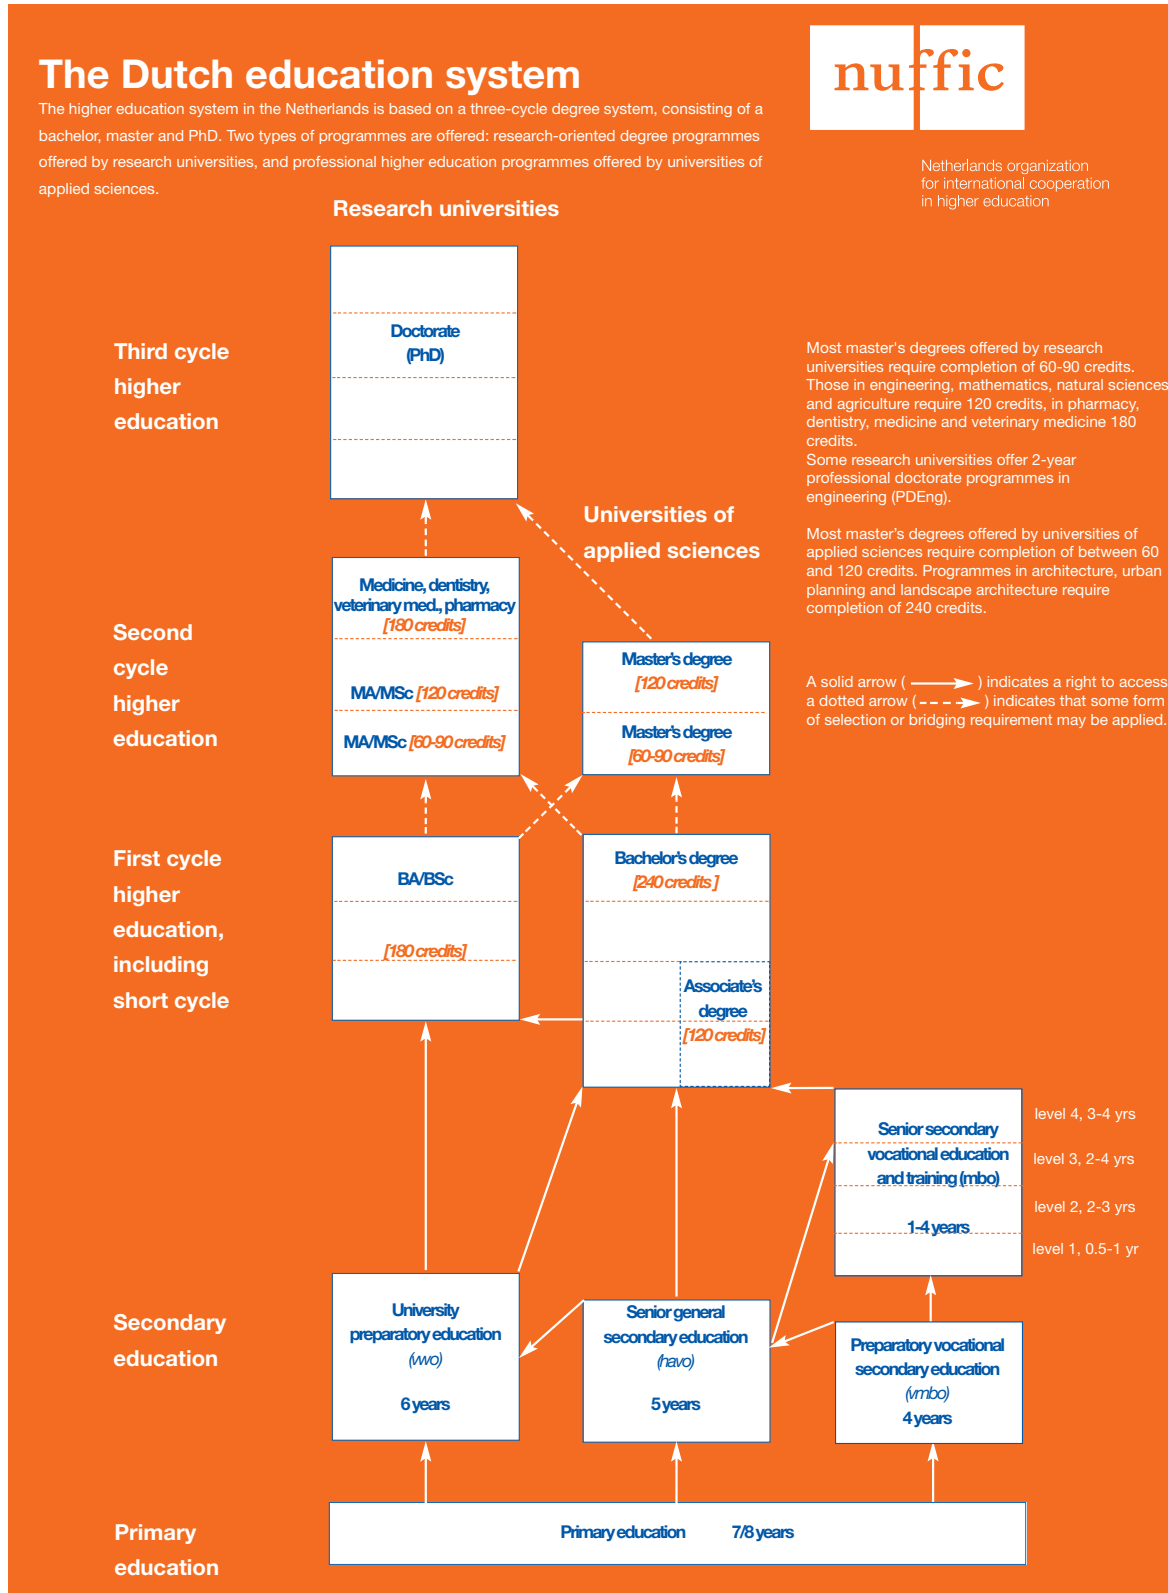 The Dutch education system
The higher education system in the Netherlands is based on a three-cycle degree system, consisting of a
bachelor, master and PhD. Two types of programmes are offered: research-oriented degree programmes
offered by research universities, and professional higher education programmes offered by universities of
applied sciences.
nuffic
Netherlands organization
for international cooperation
in higher education
Research universities
Third cycle
higher
education
Doctorate
(PhD)
Most master's degrees offered by research
universities require completion of 60-90 credits.
Those in engineering, mathematics, natural sciences
and agriculture require 120 credits, in pharmacy,
dentistry, medicine and veterinary medicine 180
credits.
Some research universities offer 2-year
professional doctorate programmes in
engineering (PDEng).
Most master's degrees offered by universities of
applied sciences require completion of between 60
and 120 credits. Programmes in architecture, urban
planning and landscape architecture require
completion of 240 credits.
A solid arrow ( ) indicates a right to access
a dotted arrow ( ) indicates that some form
of selection or bridging requirement may be applied.
Universities of
applied sciences
Second
cycle
higher
education
Medicine, dentistry,
veterinary med., pharmacy
[180 credits]
MA/MSc [120 credits]
MA/MSc [60-90 credits]
Master's degree
[120 credits]
Master's degree
[60-90 credits]
First cycle
higher
education,
including
short cycle
BA/BSc
[180 credits]
Bachelor's degree
[240 credits ]
Associate's
degree
[120 credits]
Senior secondary
vocational education
and training (mbo)
1-4 years
level 4, 3-4 yrs
level 3, 2-4 yrs
level 2, 2-3 yrs
level 1, 0.5-1 yr
Secondary
education
University
preparatory education
(vwo)
6 years
Senior general
secondary education
(havo)
5 years
Preparatory vocational
secondary education
(vmbo)
4 years
Primary
education
Primary education 7/8 years